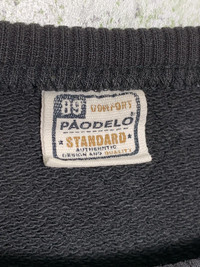 89 COMFORT
PAODELO
★ STANDARD ★
AUTHENTIC
DESIGN AND QUALITY